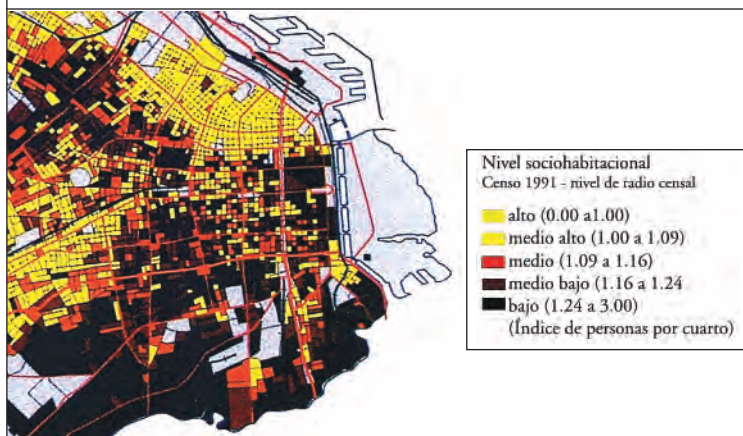 Nivel sociohabitacional
Censo 1991 - nivel de radio censal
alto (0.00 a1.00)
medio alto (1.00 a 1.09)
medio (1.09 a 1.16)
medio bajo (1.16 a 1.24
bajo (1.24 a 3.00)
(Índice de personas por cuarto)